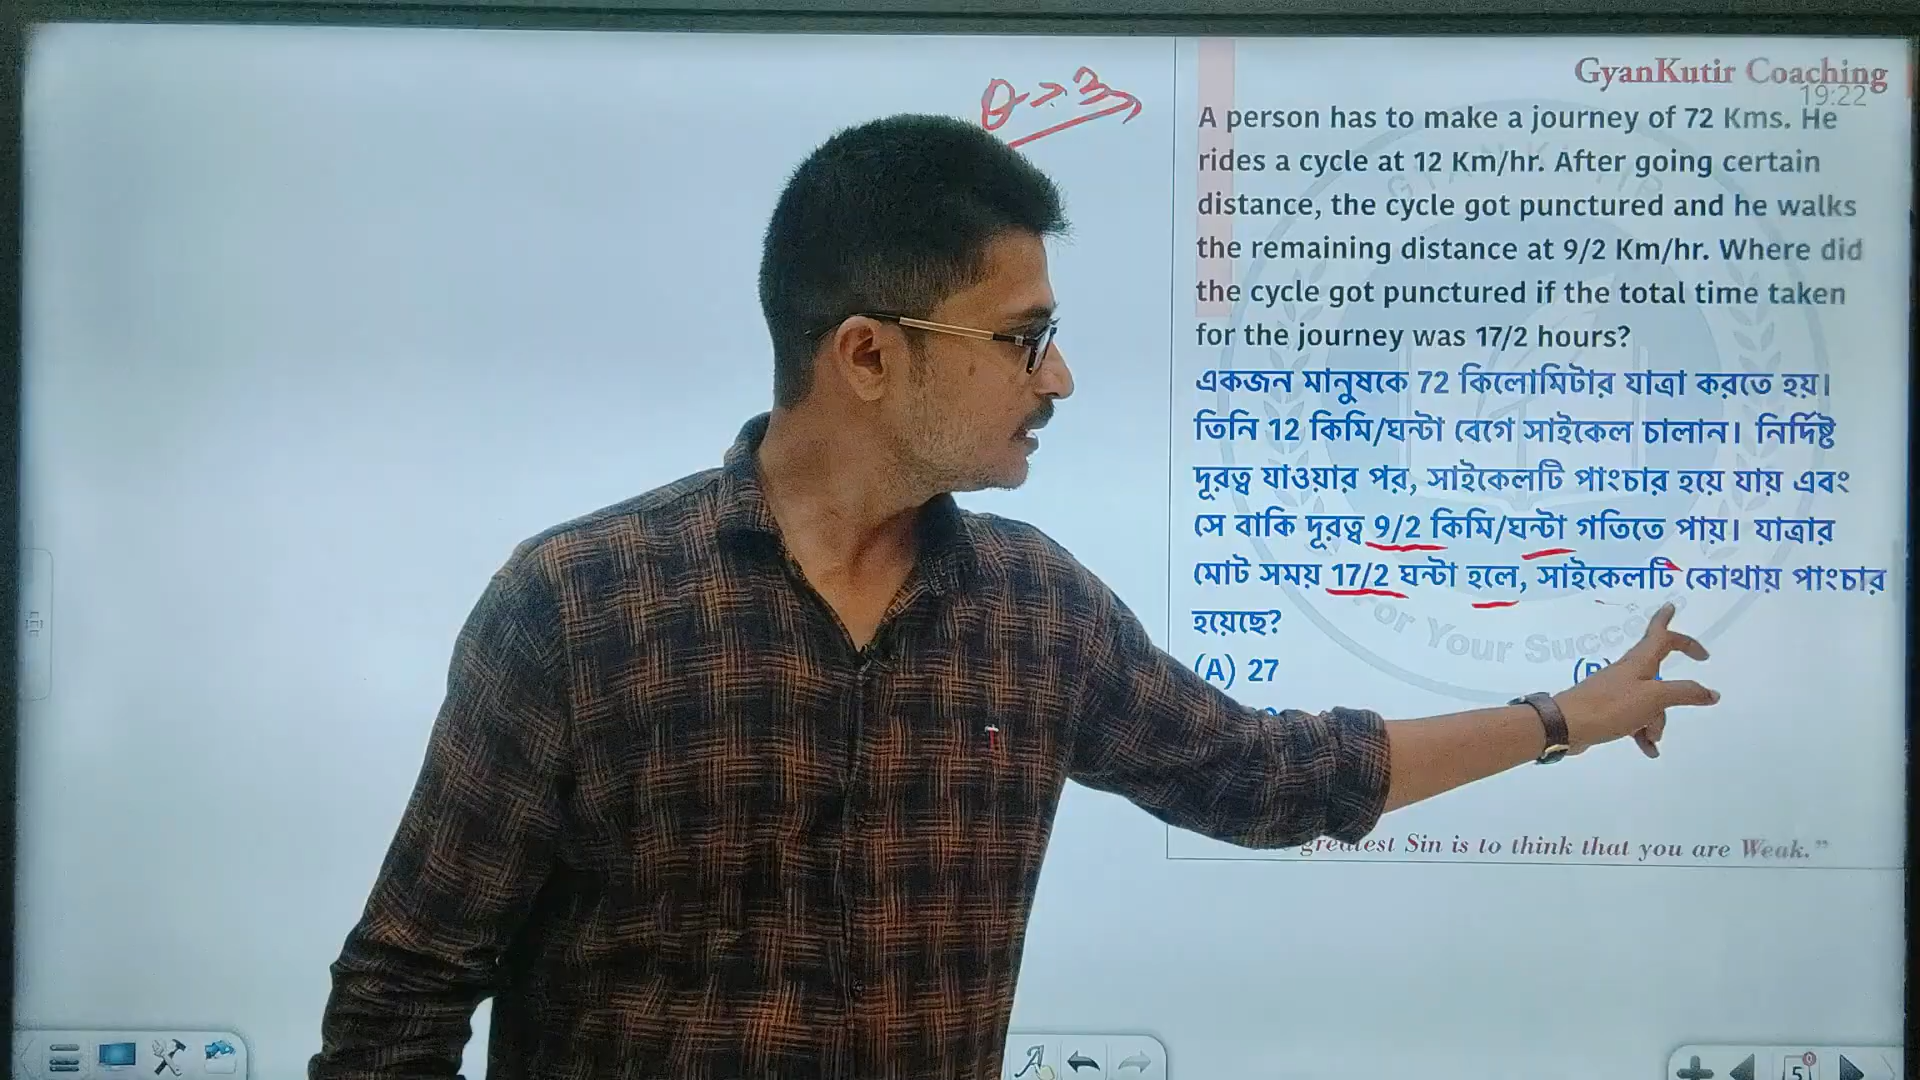 GyanKutir Coaching
19:22
A person has to make a journey of 72 Kms. He
rides a cycle at 12 Km/hr. After going certain
distance, the cycle got punctured and he walks
the remaining distance at 9/2 Km/hr. Where did
the cycle got punctured if the total time taken
for the journey was 17/2 hours?
একজন মানুষকে 72 কিলোমিটার যাত্রা করতে হয়।
তিনি 12 কিমি/ঘন্টা বেগে সাইকেল চালান। নির্দিষ্ট
দূরত্ব যাওয়ার পর, সাইকেলটি পাংচার হয়ে যায় এবং
সে বাকি দূরত্ব 9/2 কিমি/ঘন্টা গতিতে পায়। যাত্রার
মোট সময় 17/2 ঘন্টা হলে, সাইকেলটি কোথায় পাংচার
হয়েছে?
For Your Success
(A) 27
greatest Sin is to think that you are Weak.”
5